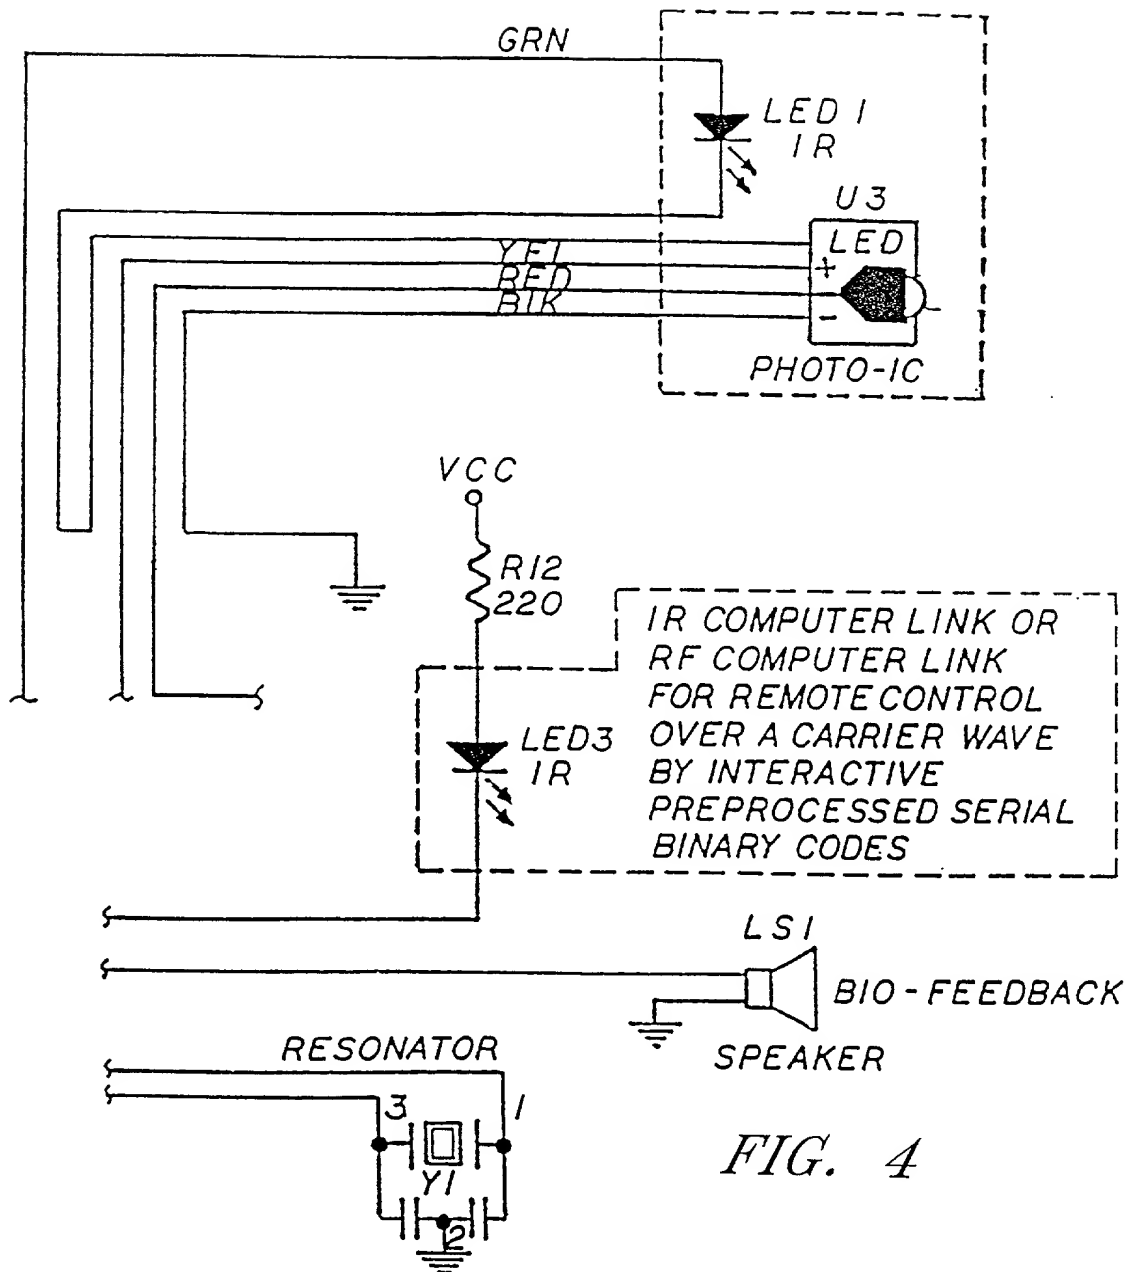 GRN
LED 1
IR
U3
LED
YEL
+
RED
BLK
-
PHOTO-IC
VCC
R12
220
IR COMPUTER LINK OR
RF COMPUTER LINK
FOR REMOTE CONTROL
OVER A CARRIER WAVE
BY INTERACTIVE
PREPROCESSED SERIAL
BINARY CODES
LED3
IR
LS1
BIO-FEEDBACK
SPEAKER
RESONATOR
3
1
Y1
2
FIG. 4